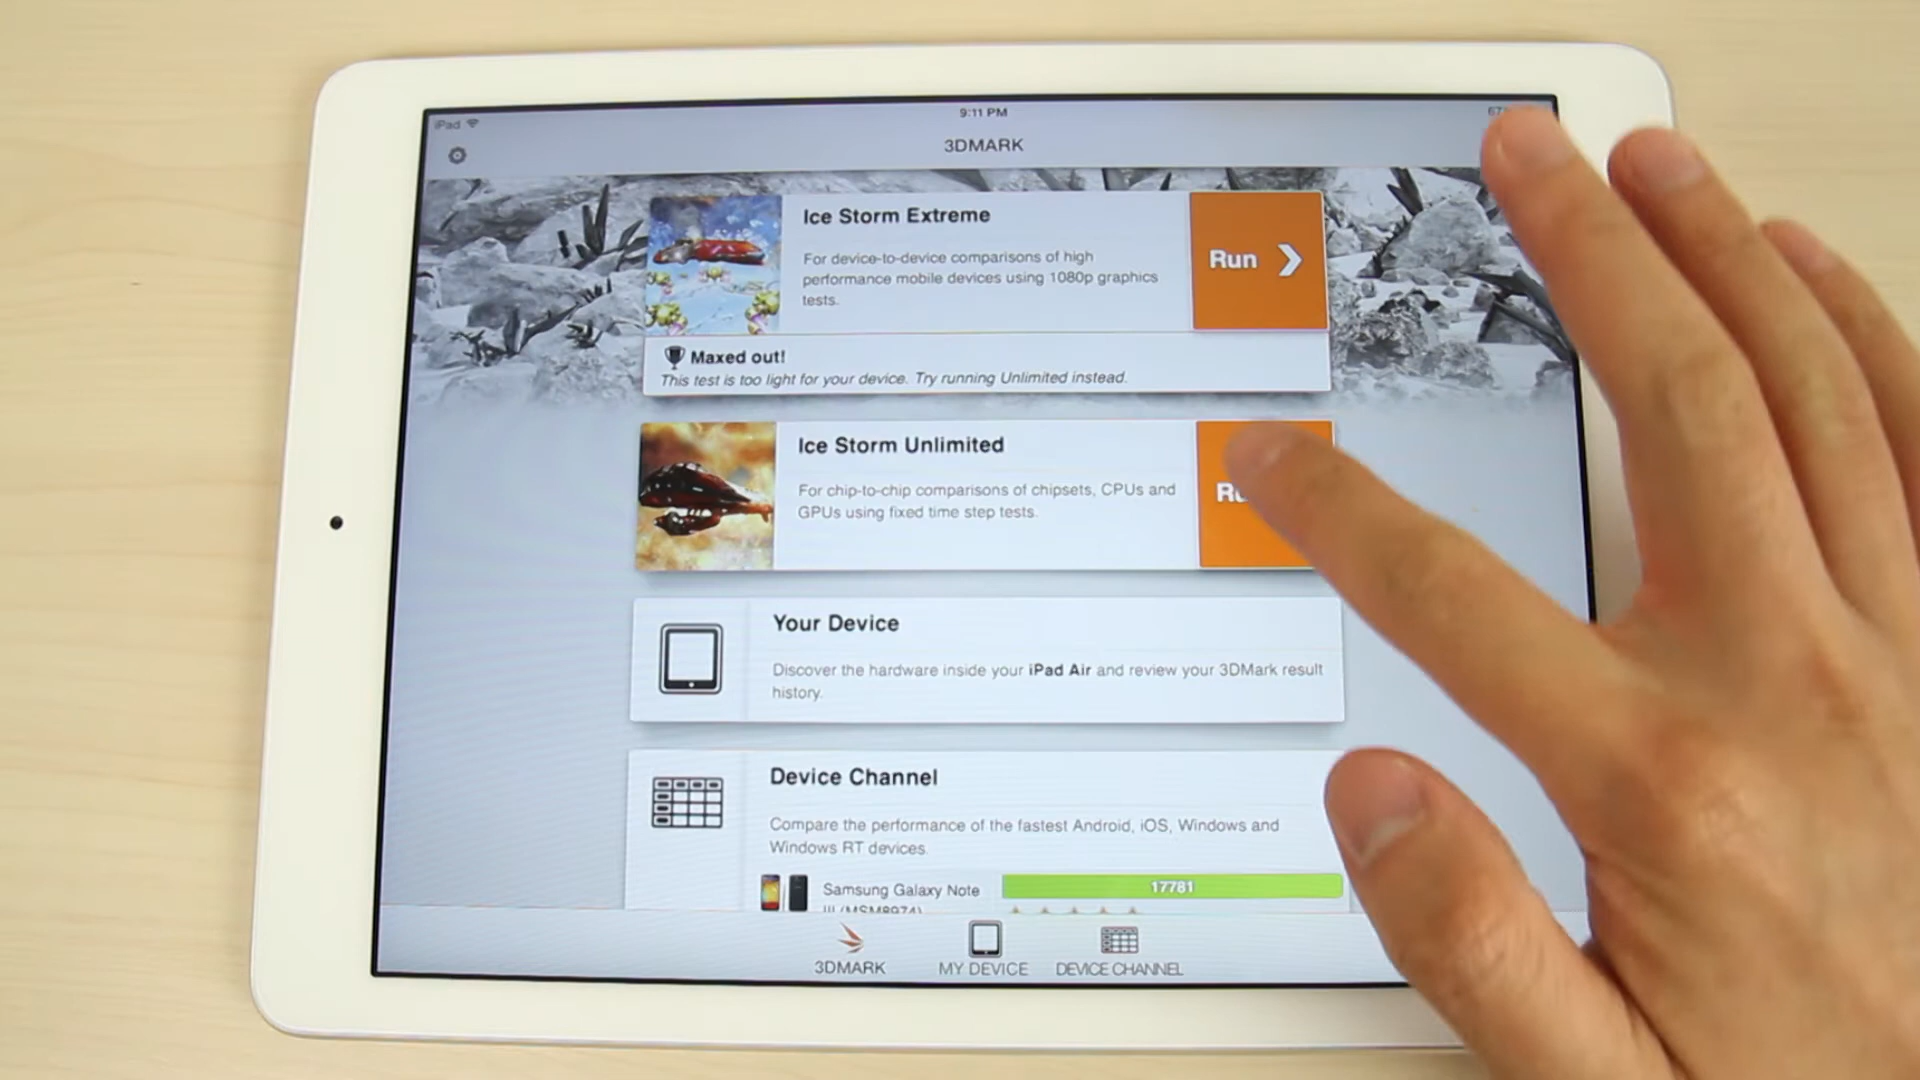 iPad
9:11 PM
3DMARK
Ice Storm Extreme
For device-to-device comparisons of high
performance mobile devices using 1080p graphics
tests.
Run
Maxed out!
This test is too light for your device. Try running Unlimited instead.
Ice Storm Unlimited
For chip-to-chip comparisons of chipsets, CPUs and
GPUs using fixed time step tests.
Your Device
Discover the hardware inside your iPad Air and review your 3DMark result
history.
Device Channel
Compare the performance of the fastest Android, iOS, Windows and
Windows RT devices.
Samsung Galaxy Note
III (MSM8974)
17781
3DMARK
MY DEVICE
DEVICE CHANNEL